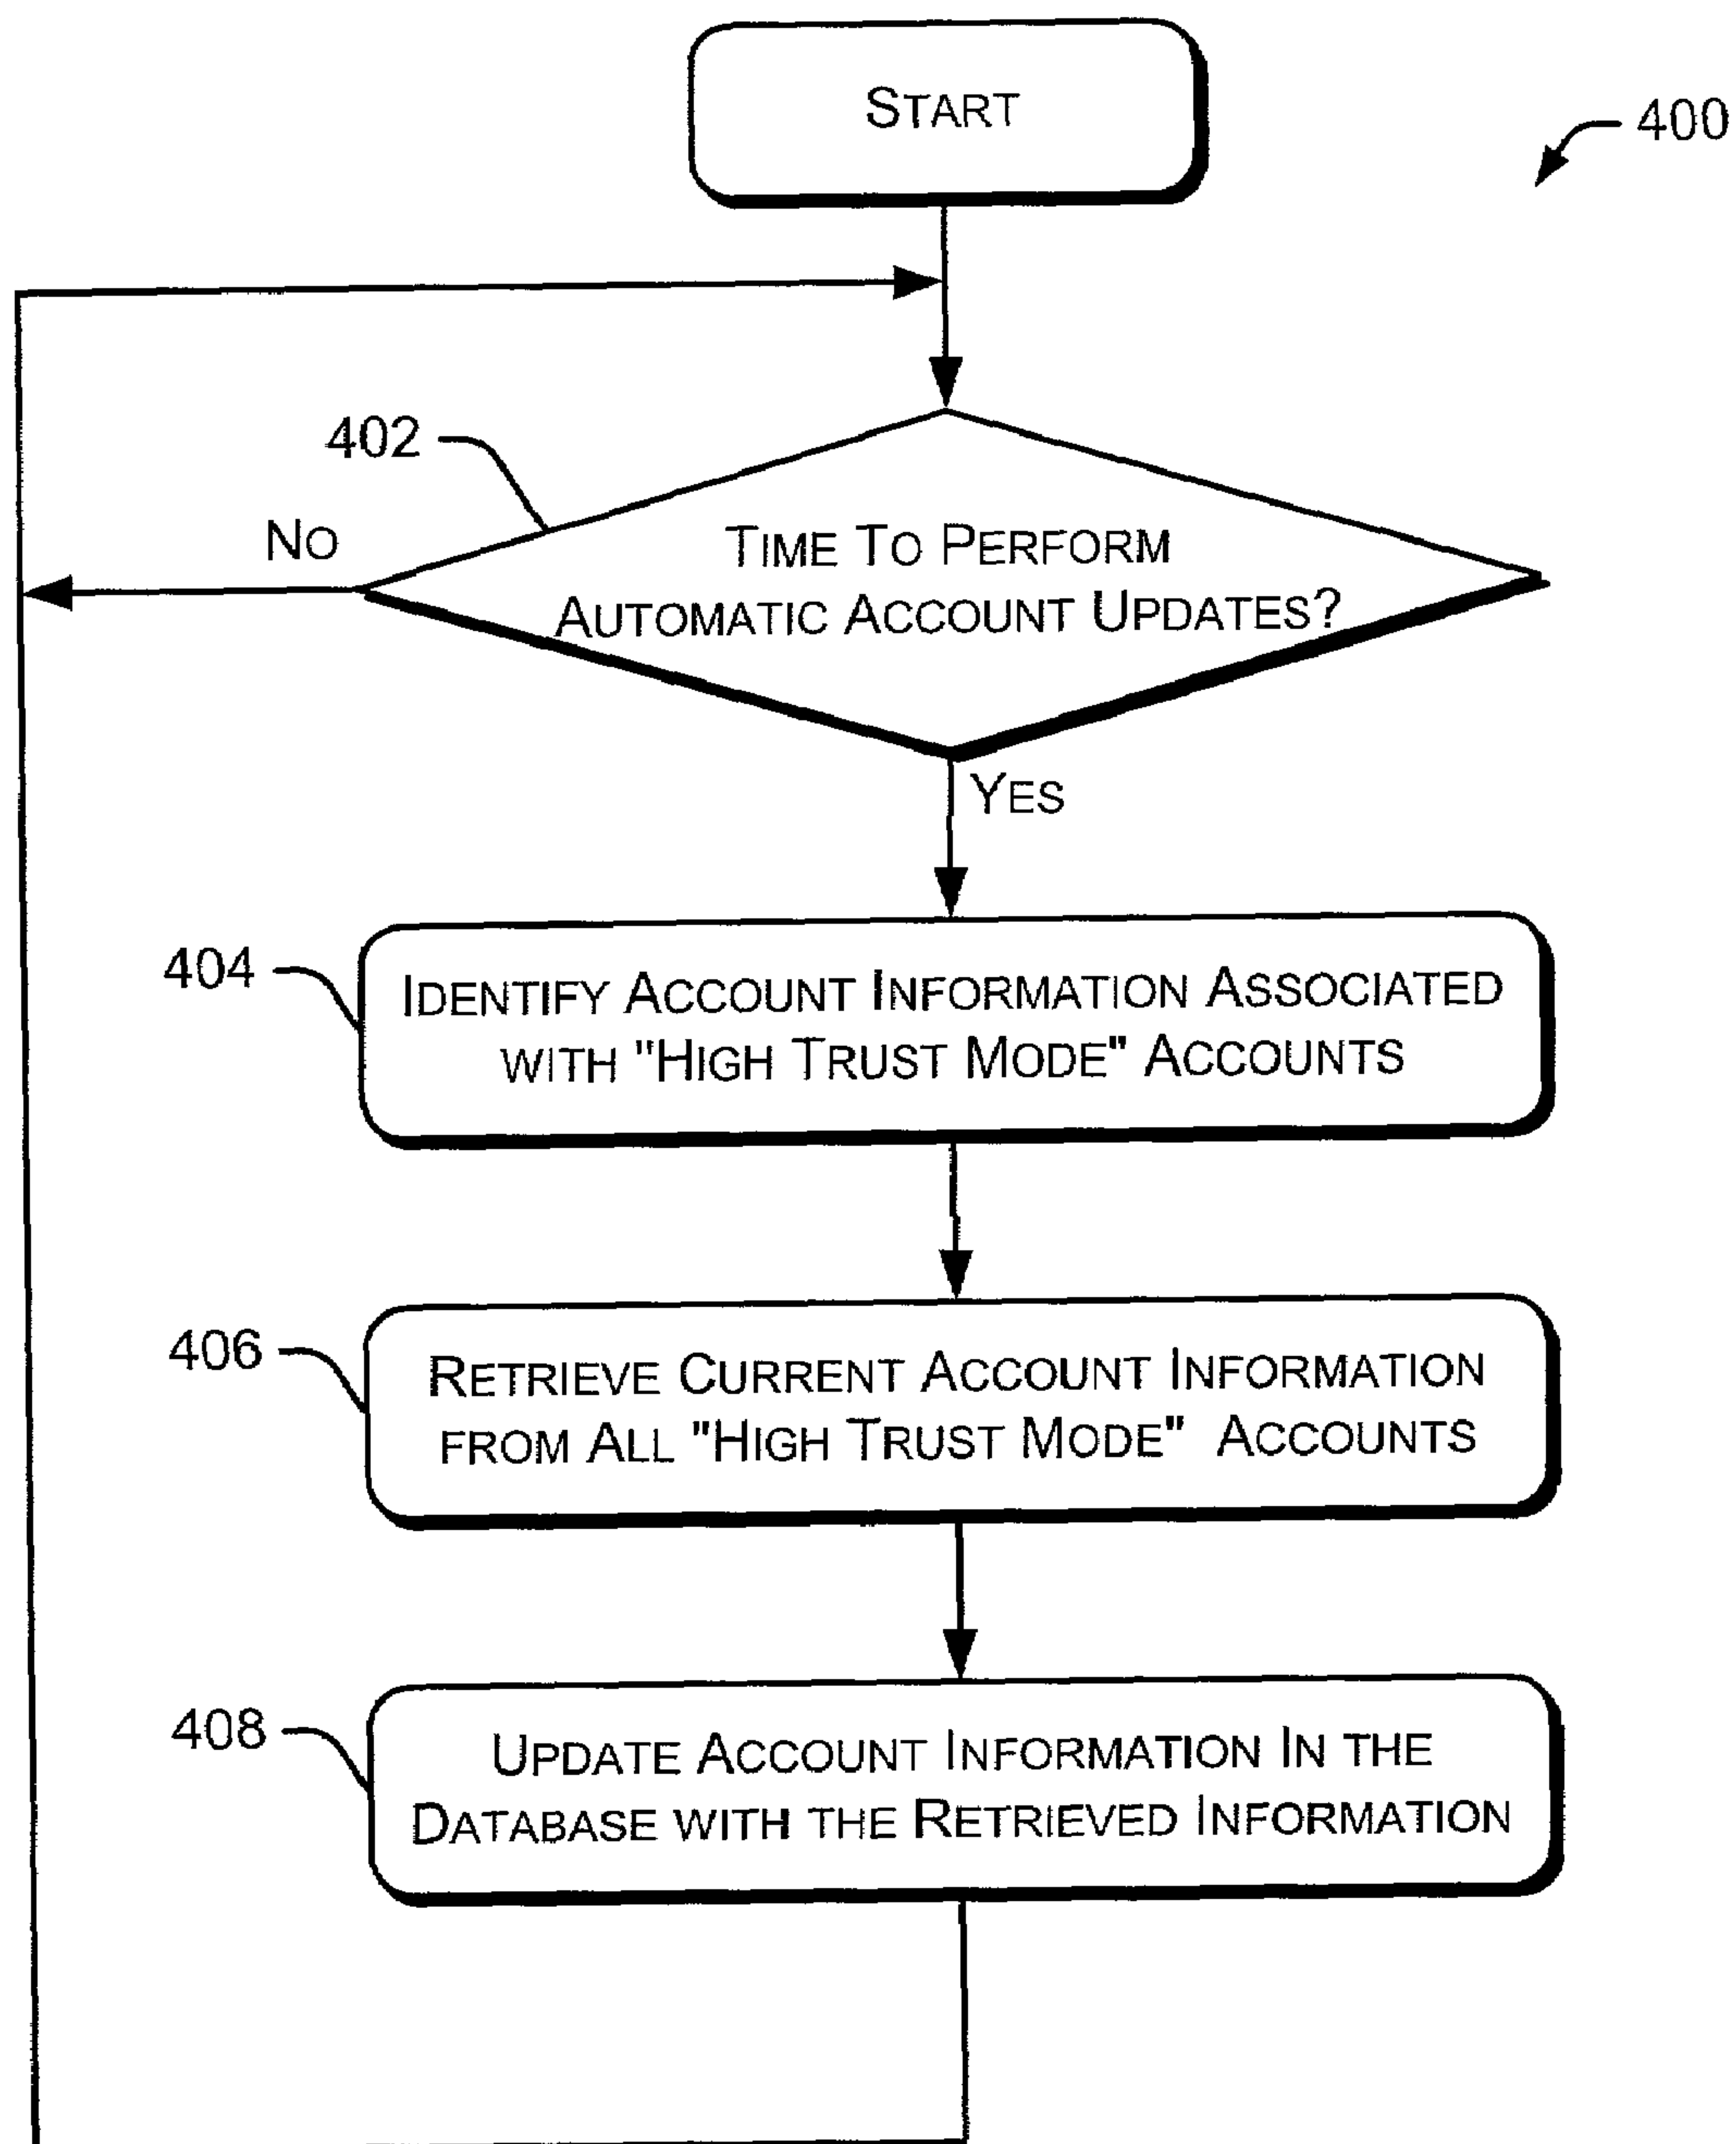 START
400
402
NO
TIME TO PERFORM
AUTOMATIC ACCOUNT UPDATES?
YES
404
IDENTIFY ACCOUNT INFORMATION ASSOCIATED
WITH "HIGH TRUST MODE" ACCOUNTS
406
RETRIEVE CURRENT ACCOUNT INFORMATION
FROM ALL "HIGH TRUST MODE" ACCOUNTS
408
UPDATE ACCOUNT INFORMATION IN THE
DATABASE WITH THE RETRIEVED INFORMATION